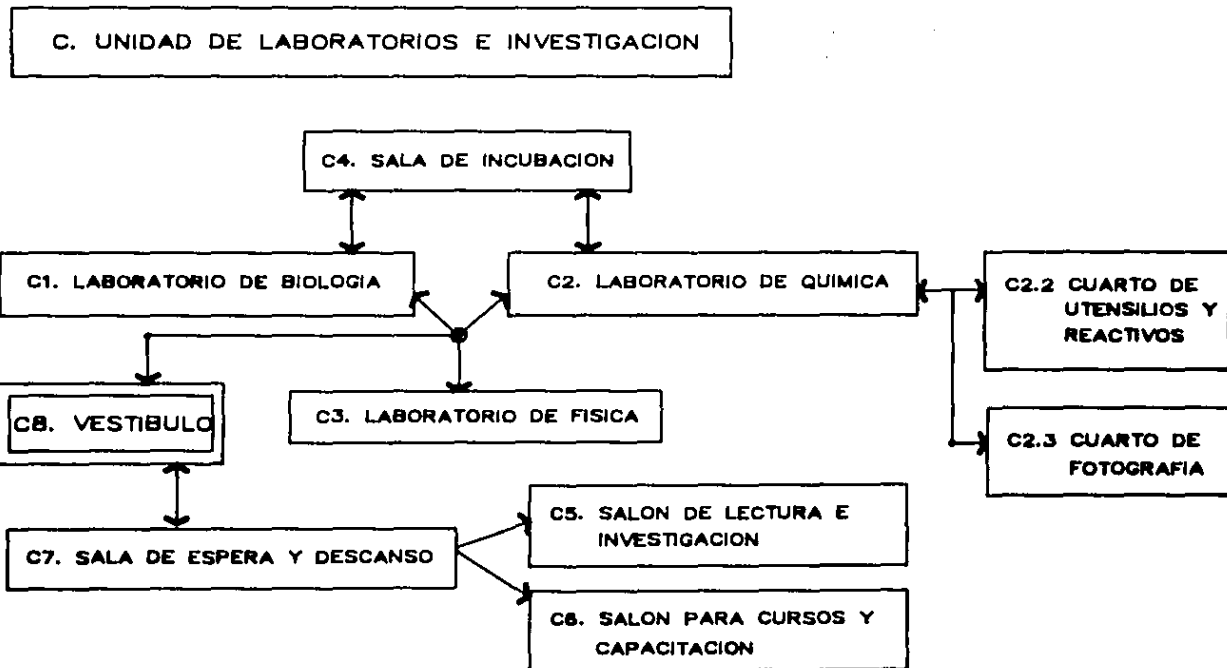 C. UNIDAD DE LABORATORIOS E INVESTIGACION
C4. SALA DE INCUBACION
C1. LABORATORIO DE BIOLOGIA
C2. LABORATORIO DE QUIMICA
C2.2 CUARTO DE
UTENSILIOS Y
REACTIVOS
C8. VESTIBULO
C3. LABORATORIO DE FISICA
C2.3 CUARTO DE
FOTOGRAFIA
C7. SALA DE ESPERA Y DESCANSO
C5. SALON DE LECTURA E
INVESTIGACION
C6. SALON PARA CURSOS Y
CAPACITACION